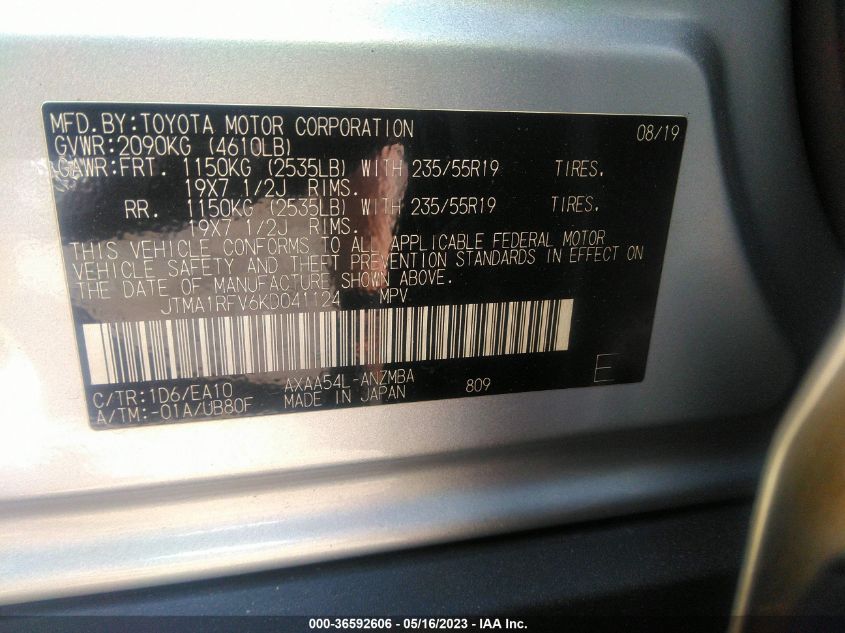 MFD.BY:TOYOTA MOTOR CORPORATION 08/19
GVWR:2090KG (4610LB)
GAWR:FRT. 1150KG (2535LB) WITH 235/55R19 TIRES.
19X7 1/2J RIMS.
RR. 1150KG (2535LB) WITH 235/55R19 TIRES.
19X7 1/2J RIMS.
THIS VEHICLE CONFORMS TO ALL APPLICABLE FEDERAL MOTOR
VEHICLE SAFETY AND THEFT PREVENTION STANDARDS IN EFFECT ON
THE DATE OF MANUFACTURE SHOWN ABOVE.
JTMA1RFV6KD041124 MPV
C/TR:1D6/EA10 AXAA54L-ANZMBA 809 E
A/TM:-01A/UB80F MADE IN JAPAN
000-36592606 - 05/16/2023 - IAA Inc.